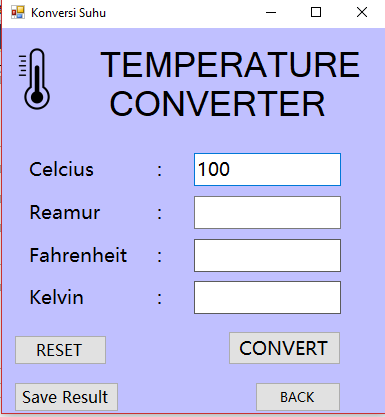 Konversi Suhu
TEMPERATURE
CONVERTER
Celcius : 100
Reamur :
Fahrenheit :
Kelvin :
RESET CONVERT
Save Result BACK